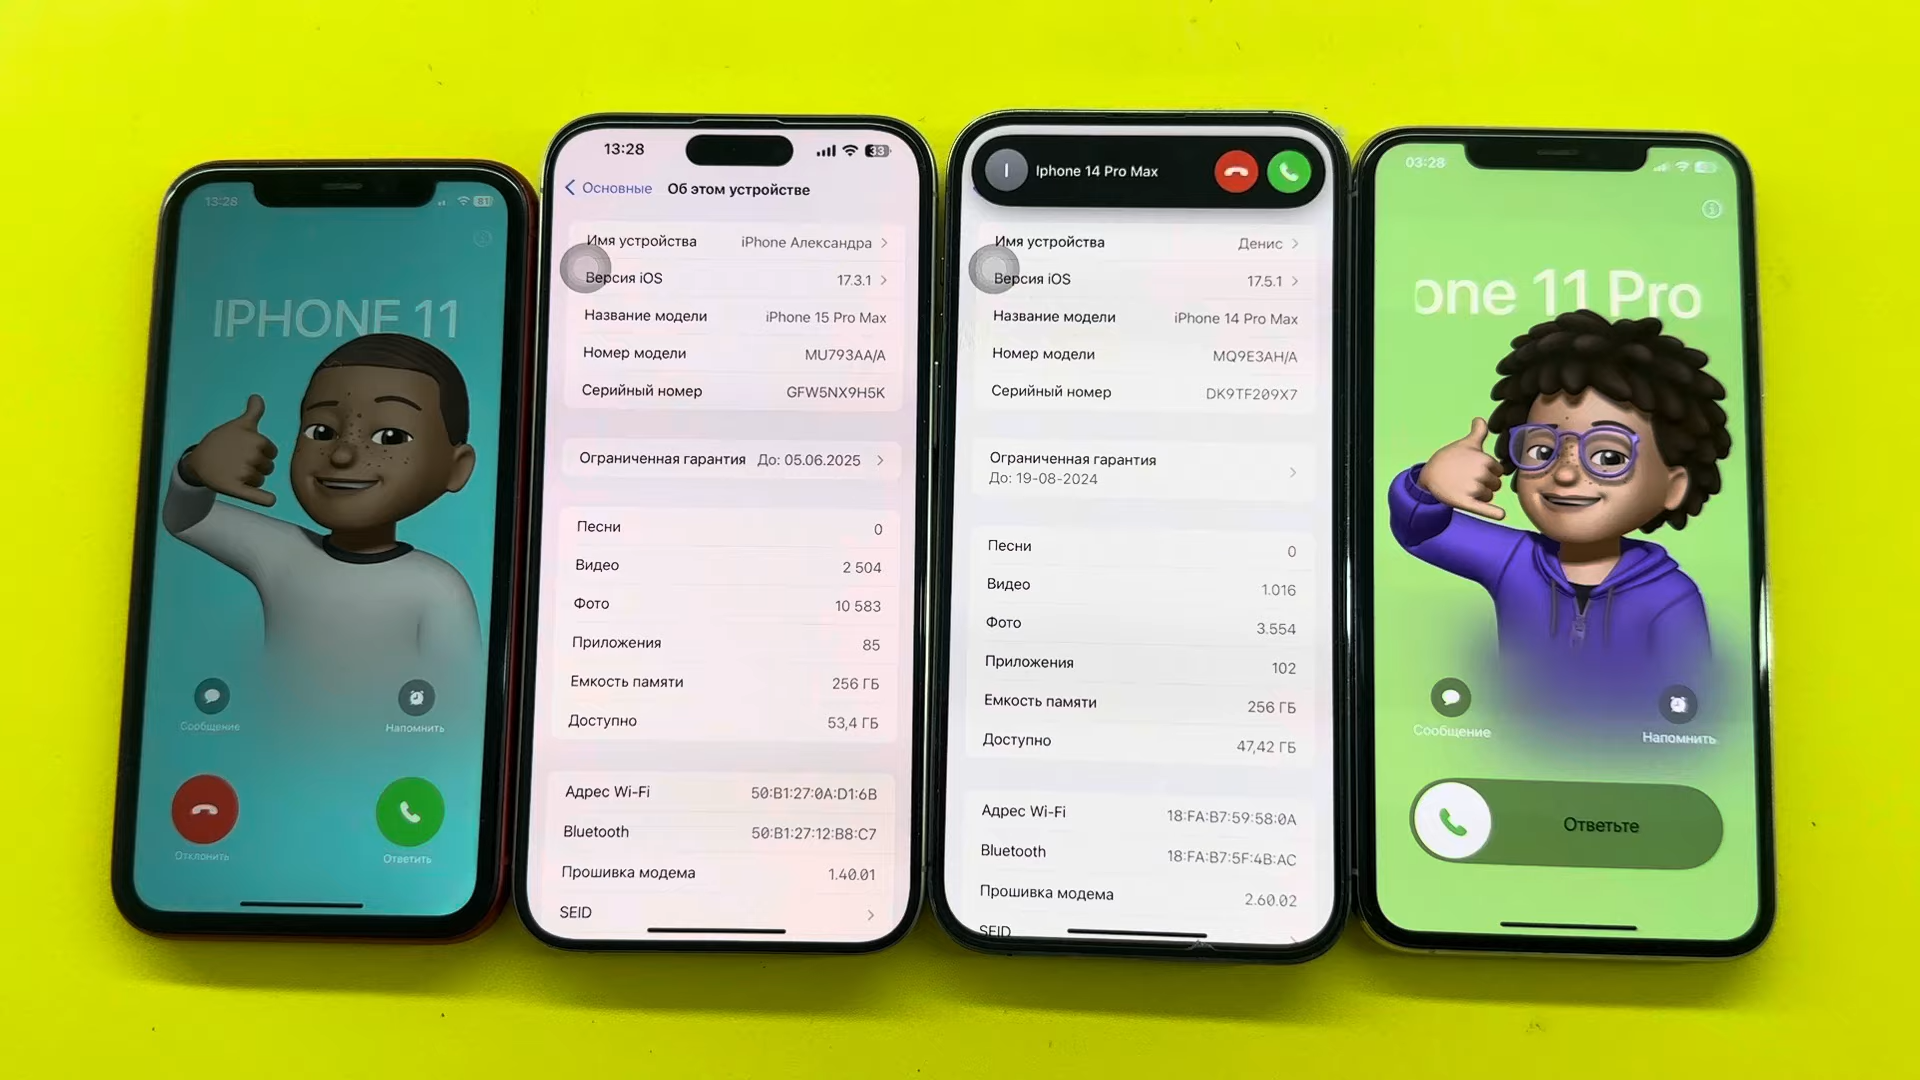 13:28
81
IPHONE 11
Сообщение
Напомнить
Отклонить
Ответить
13:28
33
Основные
Об этом устройстве
Имя устройства iPhone Александра
Версия iOS 17.3.1
Название модели iPhone 15 Pro Max
Номер модели MU793AA/A
Серийный номер GFW5NX9H5K
Ограниченная гарантия До: 05.06.2025
Песни 0
Видео 2 504
Фото 10 583
Приложения 85
Емкость памяти 256 ГБ
Доступно 53,4 ГБ
Адрес Wi-Fi 50:B1:27:0A:D1:6B
Bluetooth 50:B1:27:12:B8:C7
Прошивка модема 1.40.01
SEID
I
Iphone 14 Pro Max
Имя устройства Денис
Версия iOS 17.5.1
Название модели iPhone 14 Pro Max
Номер модели MQ9E3AH/A
Серийный номер DK9TF209X7
Ограниченная гарантия
До: 19-08-2024
Песни 0
Видео 1.016
Фото 3.554
Приложения 102
Емкость памяти 256 ГБ
Доступно 47,42 ГБ
Адрес Wi-Fi 18:FA:B7:59:58:0A
Bluetooth 18:FA:B7:5F:4B:AC
Прошивка модема 2.60.02
SEID
03:28
one 11 Pro
Сообщение
Напомнить
Ответьте